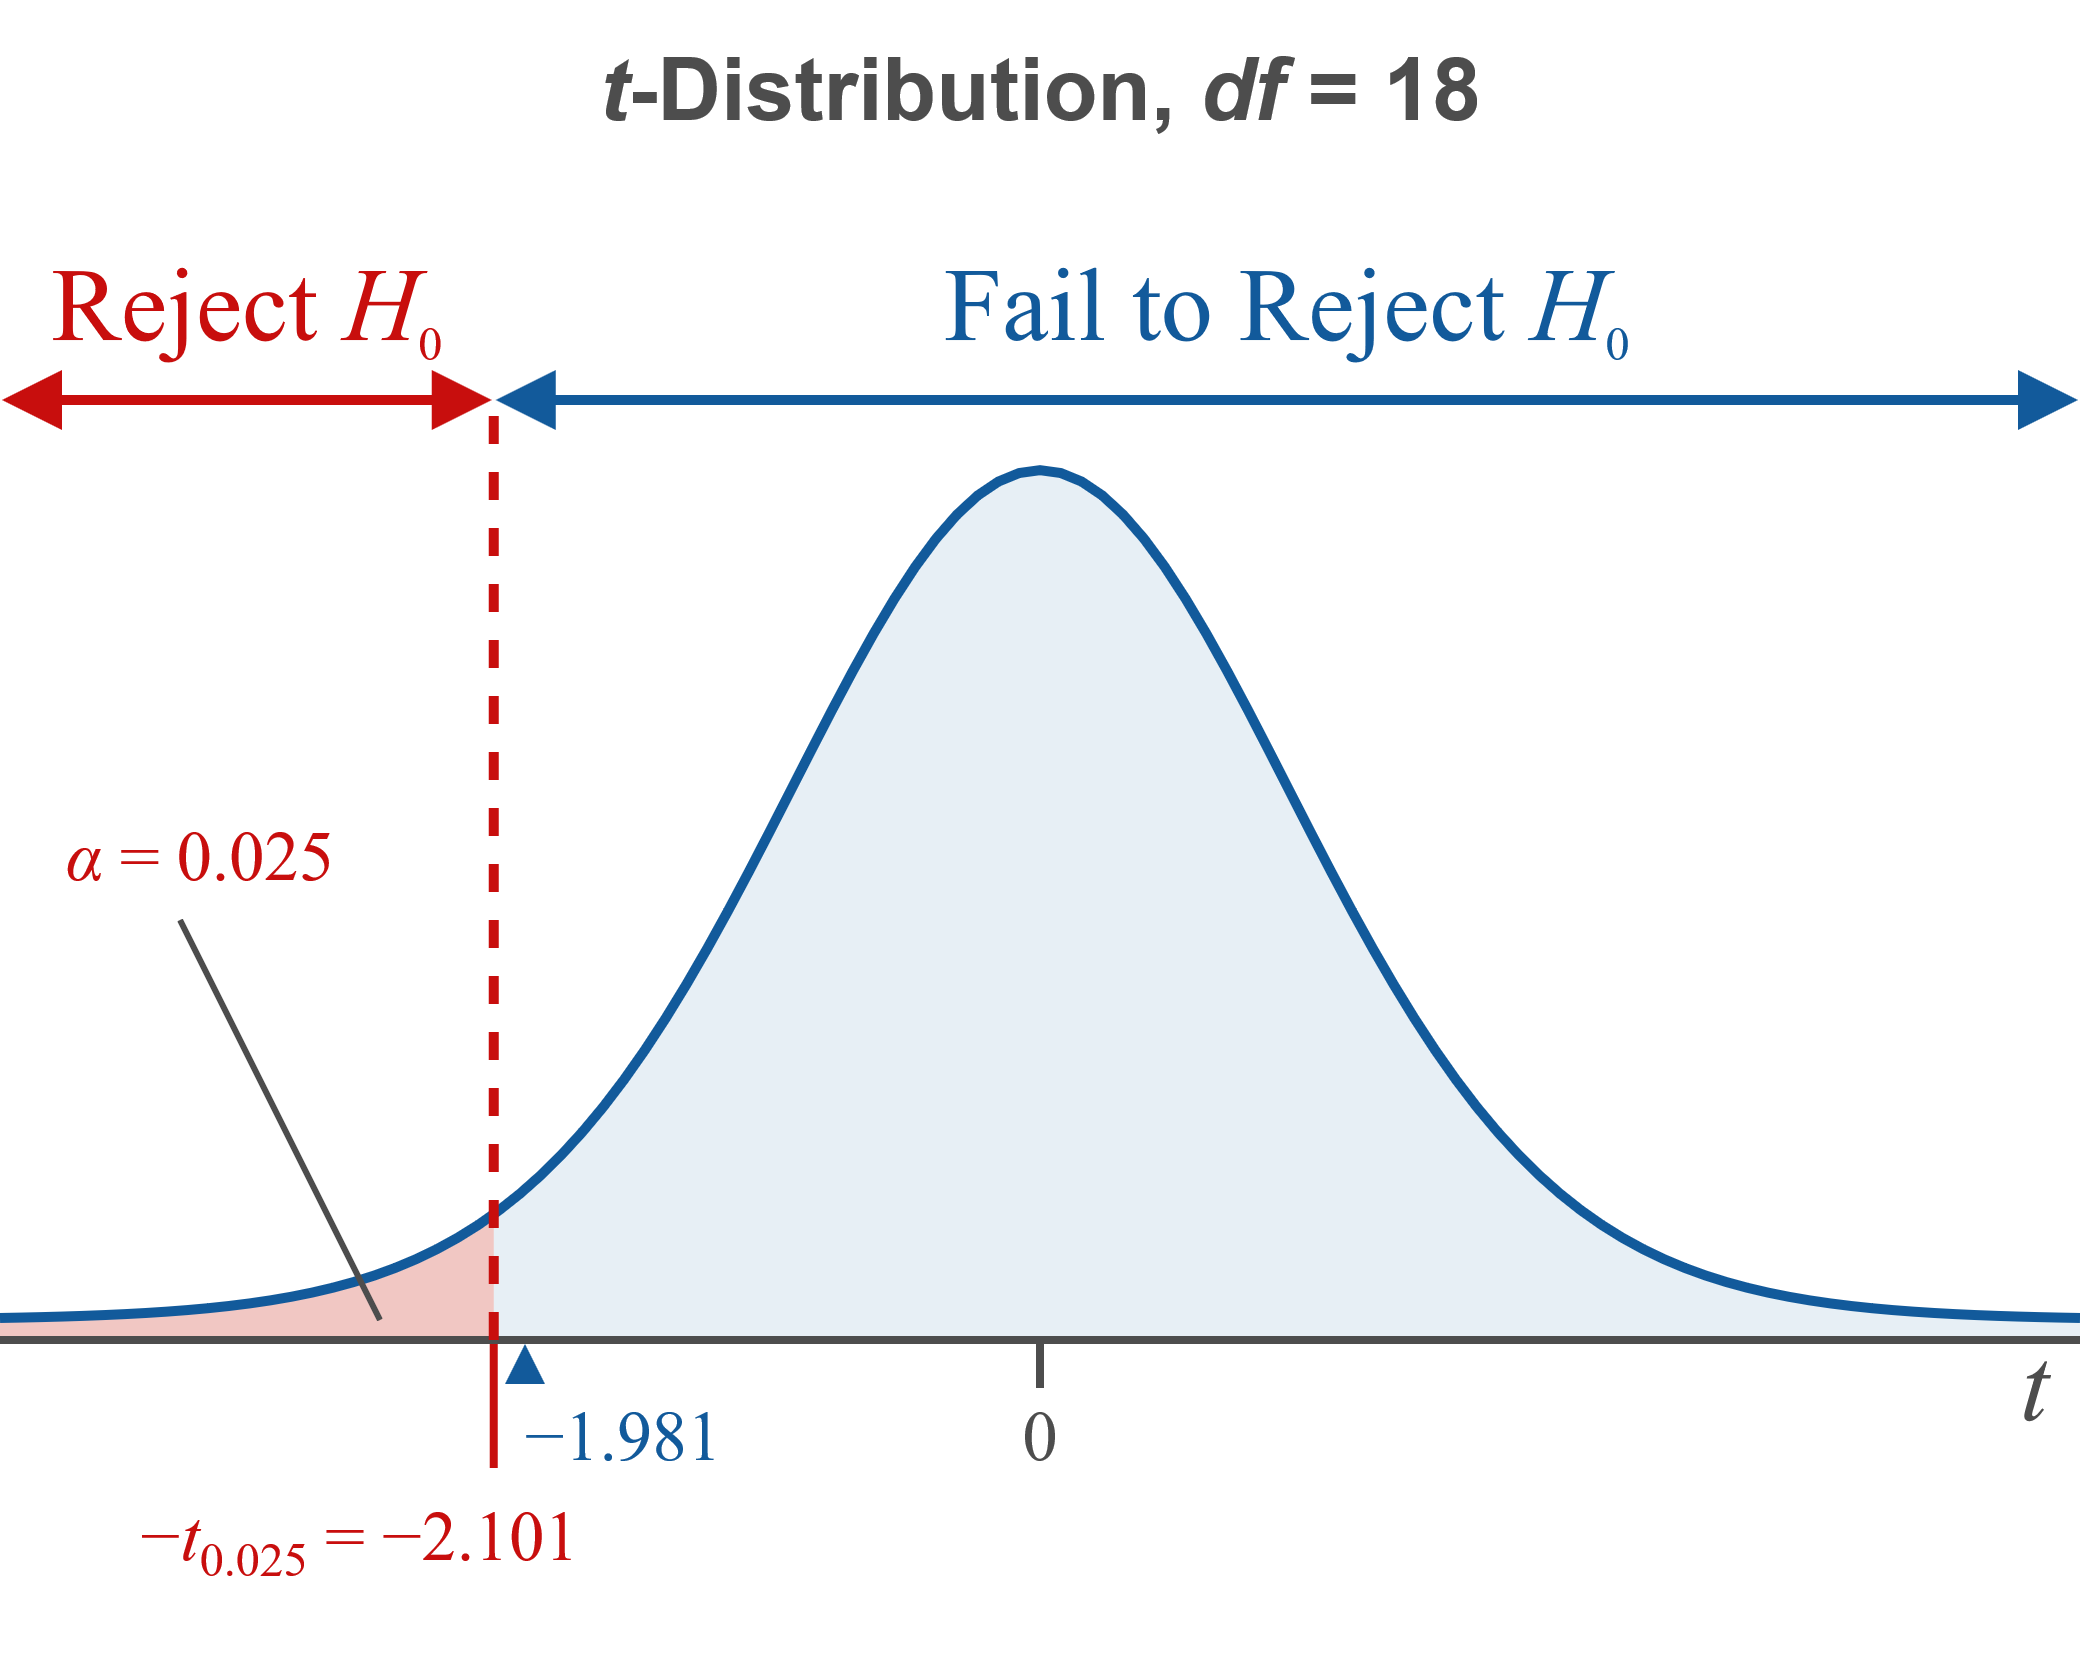 t-Distribution, df = 18
Reject H₀
Fail to Reject H₀
α = 0.025
−1.981
0
t
−t₀.₀₂₅ = −2.101